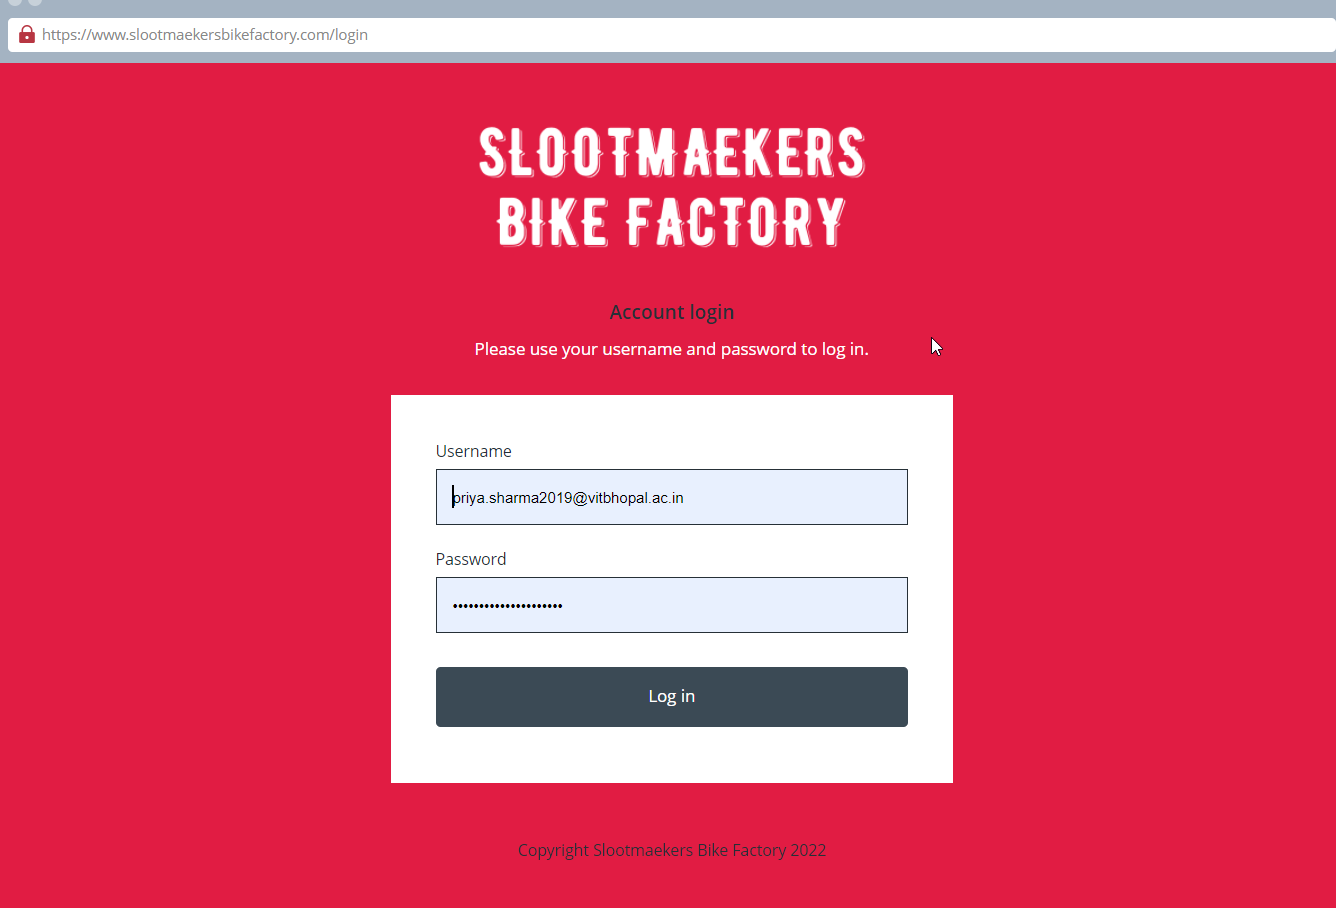 https://www.slootmaekersbikefactory.com/login
SLOOTMAEKERS
BIKE FACTORY
Account login
Please use your username and password to log in.
Username
priya.sharma2019@vitbhopal.ac.in
Password
•••••••••••••••••••••
Log in
Copyright Slootmaekers Bike Factory 2022